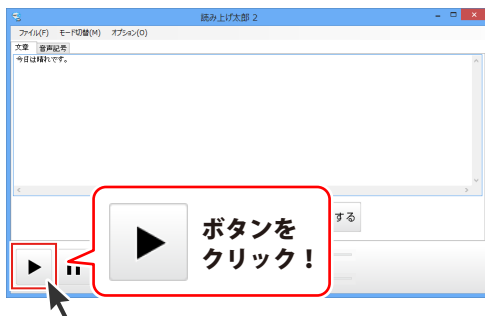 読み上げ太郎 2
ファイル(F) モード切替(M) オプション(O)
文章 音声記号
今日は晴れです。
する
ボタンを
クリック！